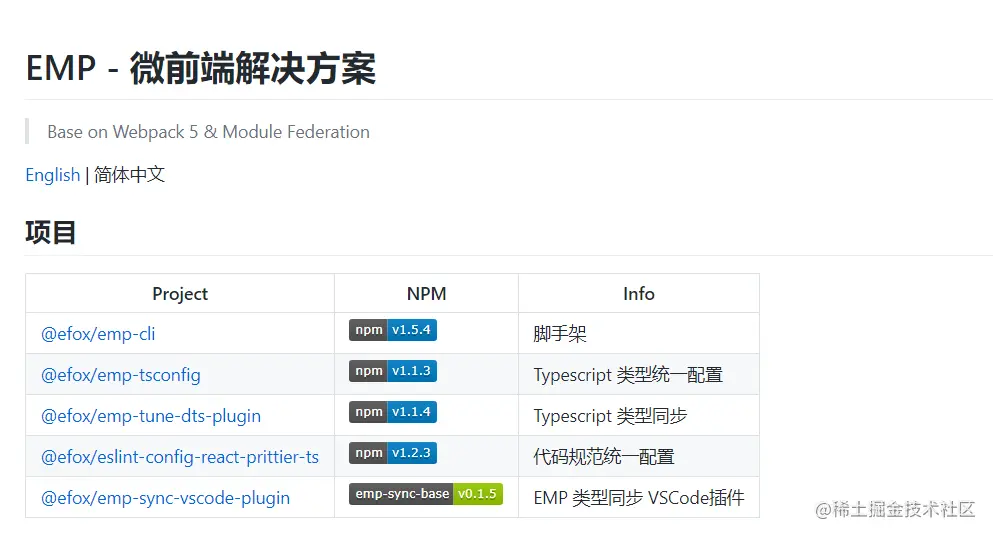 EMP - 微前端解决方案
Base on Webpack 5 & Module Federation
English | 简体中文
项目
Project NPM Info
@efox/emp-cli npm v1.5.4 脚手架
@efox/emp-tsconfig npm v1.1.3 Typescript 类型统一配置
@efox/emp-tune-dts-plugin npm v1.1.4 Typescript 类型同步
@efox/eslint-config-react-prittier-ts npm v1.2.3 代码规范统一配置
@efox/emp-sync-vscode-plugin emp-sync-base v0.1.5 EMP 类型同步 VSCode插件
@稀土掘金技术社区